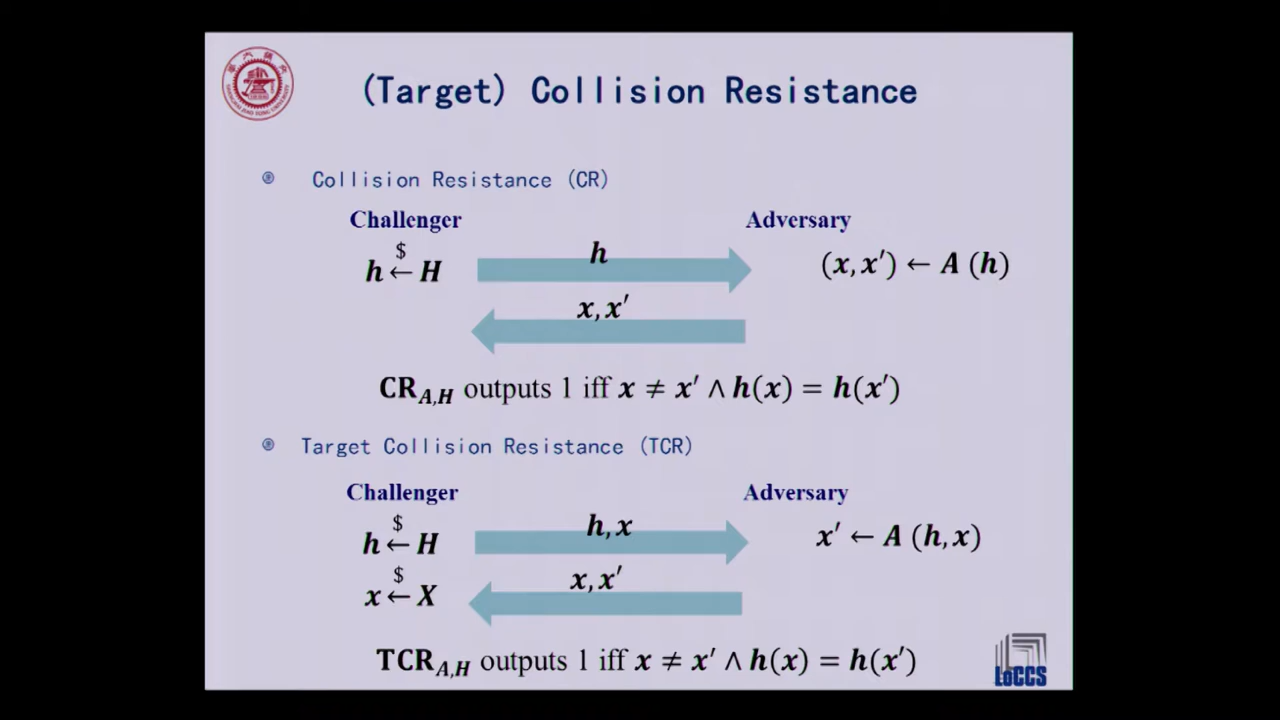 (Target) Collision Resistance
Collision Resistance (CR)
Challenger
Adversary
$
h ← H
h
(x, x′) ← A (h)
x, x′
CR_{A,H} outputs 1 iff x ≠ x′ ∧ h(x) = h(x′)
Target Collision Resistance (TCR)
Challenger
Adversary
$
h ← H
h, x
x′ ← A (h, x)
$
x ← X
x, x′
TCR_{A,H} outputs 1 iff x ≠ x′ ∧ h(x) = h(x′)
LoCCS